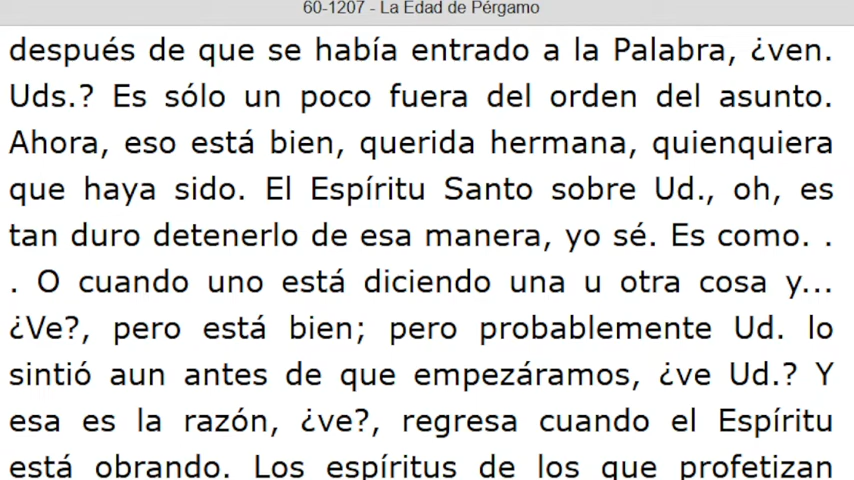 60-1207 - La Edad de Pérgamo
después de que se había entrado a la Palabra, ¿ven.
Uds.? Es sólo un poco fuera del orden del asunto.
Ahora, eso está bien, querida hermana, quienquiera
que haya sido. El Espíritu Santo sobre Ud., oh, es
tan duro detenerlo de esa manera, yo sé. Es como. .
. O cuando uno está diciendo una u otra cosa y...
¿Ve?, pero está bien; pero probablemente Ud. lo
sintió aun antes de que empezáramos, ¿ve Ud.? Y
esa es la razón, ¿ve?, regresa cuando el Espíritu
está obrando. Los espíritus de los que profetizan